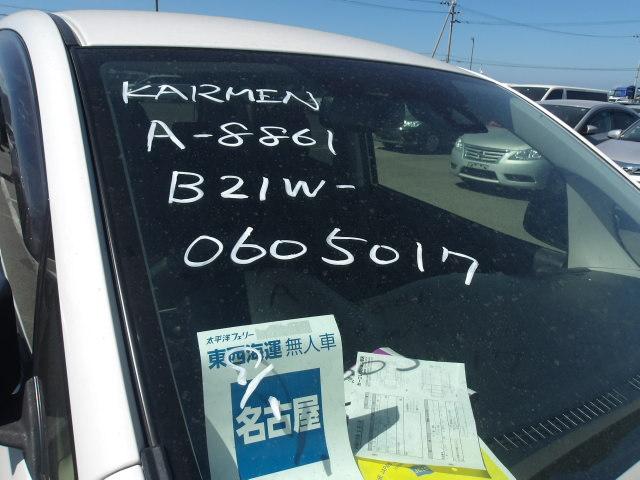 KARMEN
A-8861
B21W-
0605017
太平洋フェリー
東西海運 無人車
名古屋